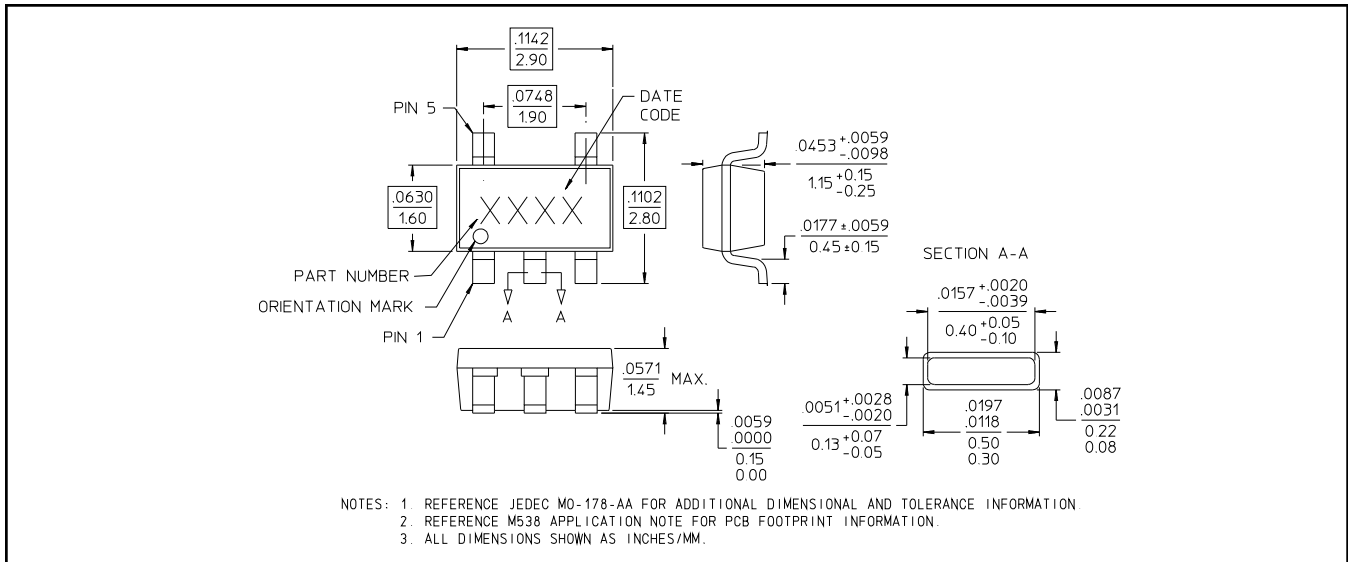 .1142
2.90
PIN 5
.0748
1.90
DATE
CODE
.0630
1.60
XXXX
.1102
2.80
.0453 +.0059
-.0098
1.15 +0.15
-0.25
.0177 ±.0059
0.45 ±0.15
PART NUMBER
ORIENTATION MARK
PIN 1
A
A
SECTION A-A
.0157 +.0020
-.0039
0.40 +0.05
-0.10
.0571
1.45
MAX.
.0059
.0000
0.15
0.00
.0051 +.0028
-.0020
0.13 +0.07
-0.05
.0197
.0118
0.50
0.30
.0087
.0031
0.22
0.08
NOTES: 1. REFERENCE JEDEC MO-178-AA FOR ADDITIONAL DIMENSIONAL AND TOLERANCE INFORMATION.
2. REFERENCE M538 APPLICATION NOTE FOR PCB FOOTPRINT INFORMATION.
3. ALL DIMENSIONS SHOWN AS INCHES/MM.